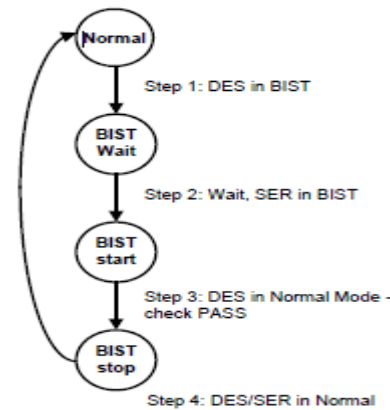 Normal
Step 1: DES in BIST
BIST
Wait
Step 2: Wait, SER in BIST
BIST
start
Step 3: DES in Normal Mode -
check PASS
BIST
stop
Step 4: DES/SER in Normal